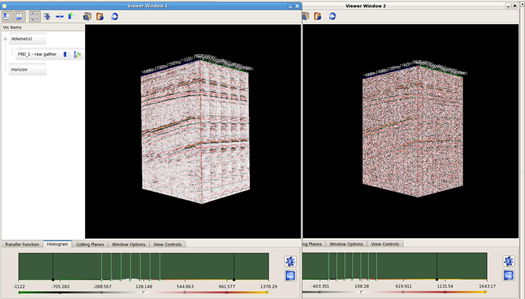 Viewer Window 1
Viewer Window 2
Vis Items
Volume(s)
FRD_1 - raw gather
Horizon
Transfer Function Histogram Cutting Planes Window Options View Controls
ng Planes Window Options View Controls
-1122 -705.282 -288.567 128.148 544.863 961.577 1378.29
-403.351 108.28 619.911 1131.54 1643.17